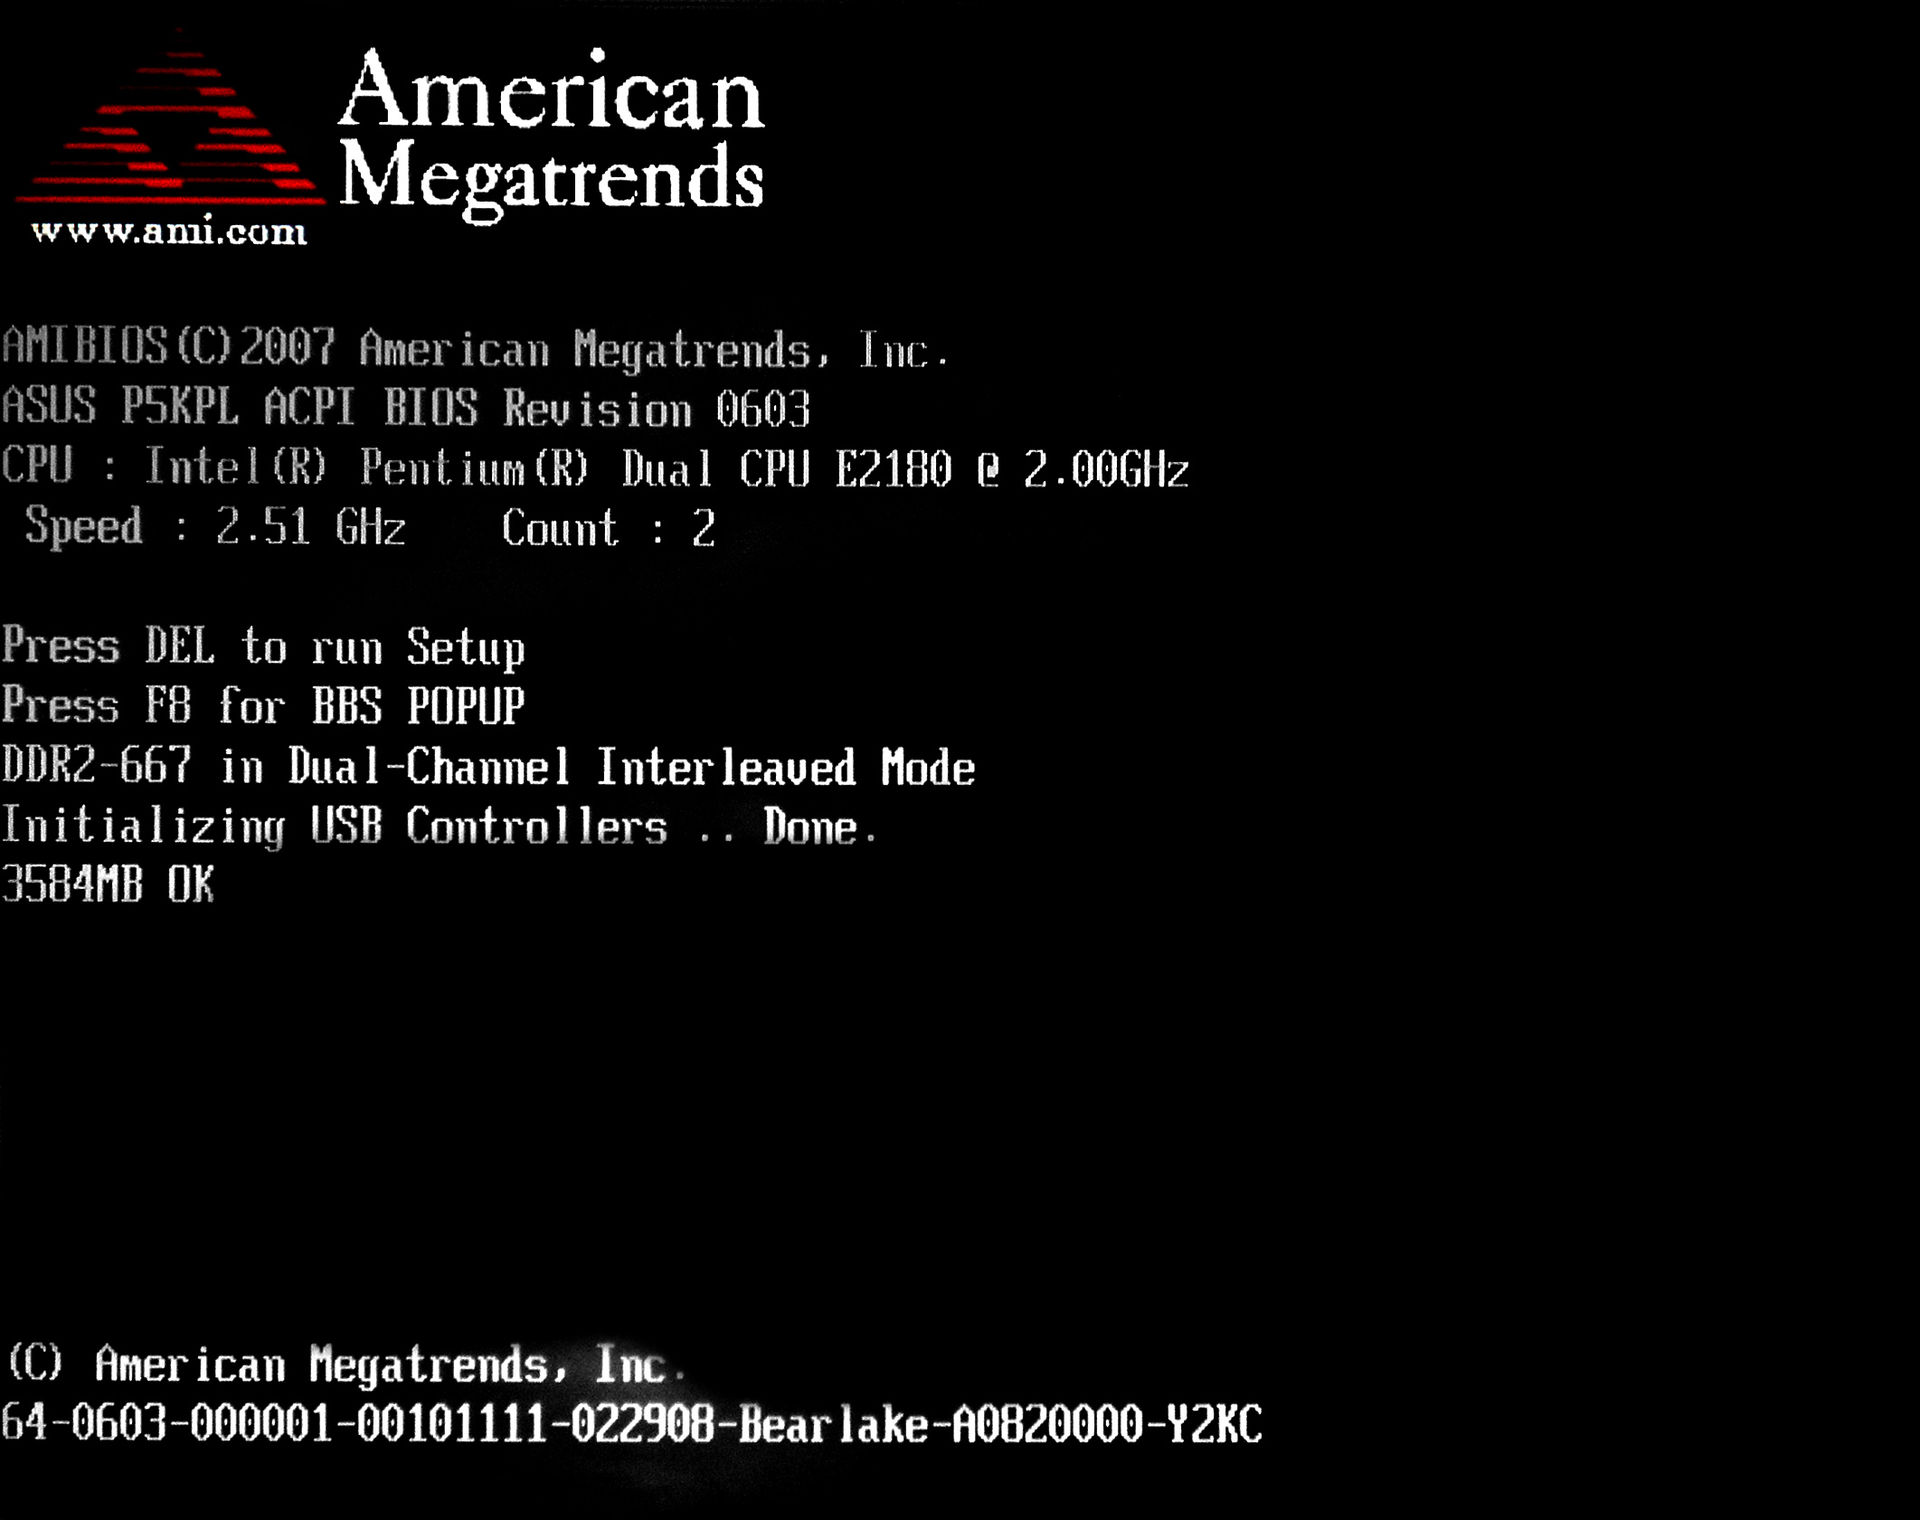 American
Megatrends
www.ami.com
AMIBIOS(C)2007 American Megatrends, Inc.
ASUS P5KPL ACPI BIOS Revision 0603
CPU : Intel(R) Pentium(R) Dual CPU E2180 @ 2.00GHz
Speed : 2.51 GHz    Count : 2
Press DEL to run Setup
Press F8 for BBS POPUP
DDR2-667 in Dual-Channel Interleaved Mode
Initializing USB Controllers .. Done.
3584MB OK
(C) American Megatrends, Inc.
64-0603-000001-00101111-022908-Bearlake-A0820000-Y2KC